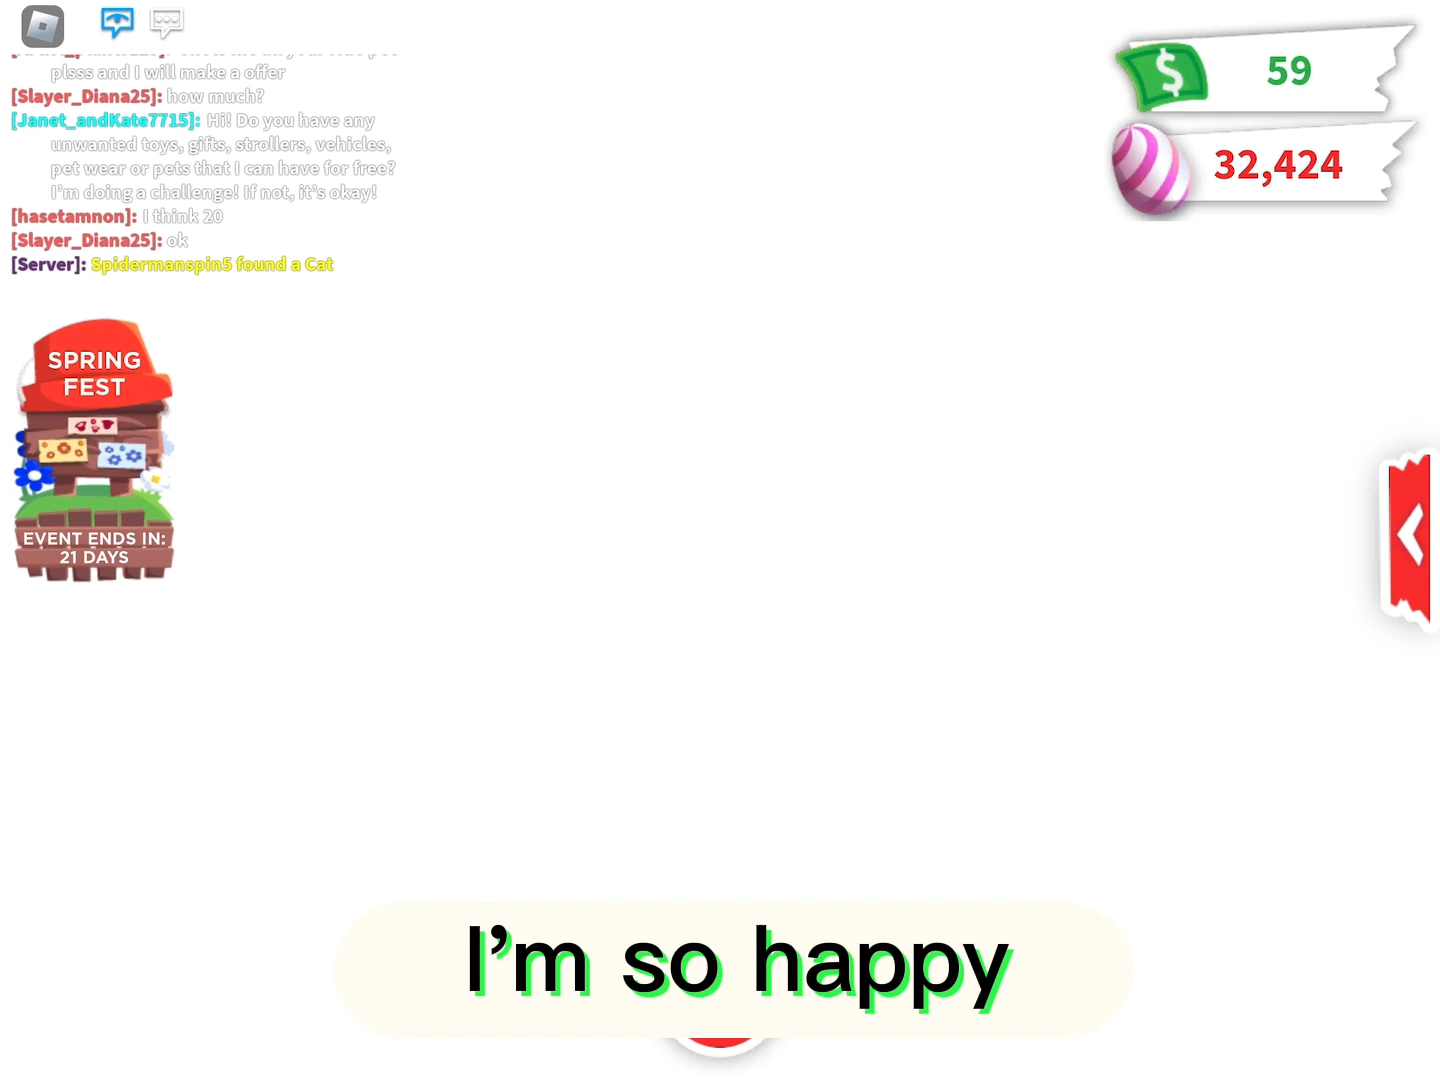 plsss and I will make a offer
[Slayer_Diana25]: how much?
[Janet_andKate7715]: Hi! Do you have any
unwanted toys, gifts, strollers, vehicles,
pet wear or pets that I can have for free?
I'm doing a challenge! If not, it's okay!
[hasetamnon]: I think 20
[Slayer_Diana25]: ok
[Server]: Spidermanspin5 found a Cat
59
32,424
SPRING
FEST
EVENT ENDS IN:
21 DAYS
I'm so happy